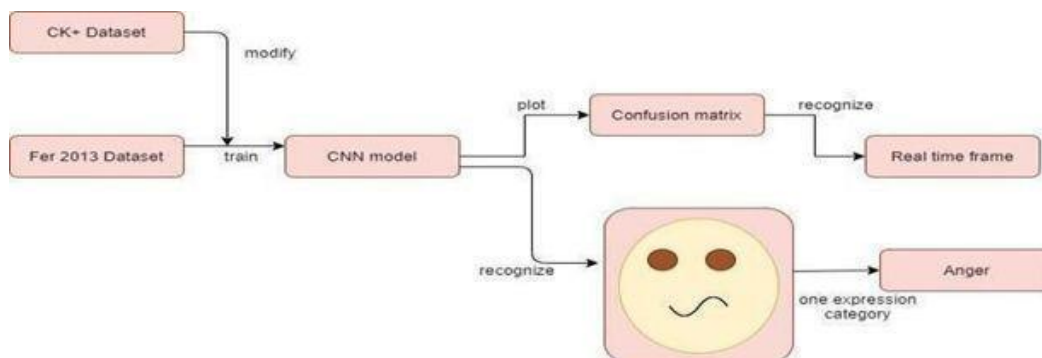 CK+ Dataset
modify
Fer 2013 Dataset
train
CNN model
plot
Confusion matrix
recognize
Real time frame
recognize
one expression
category
Anger